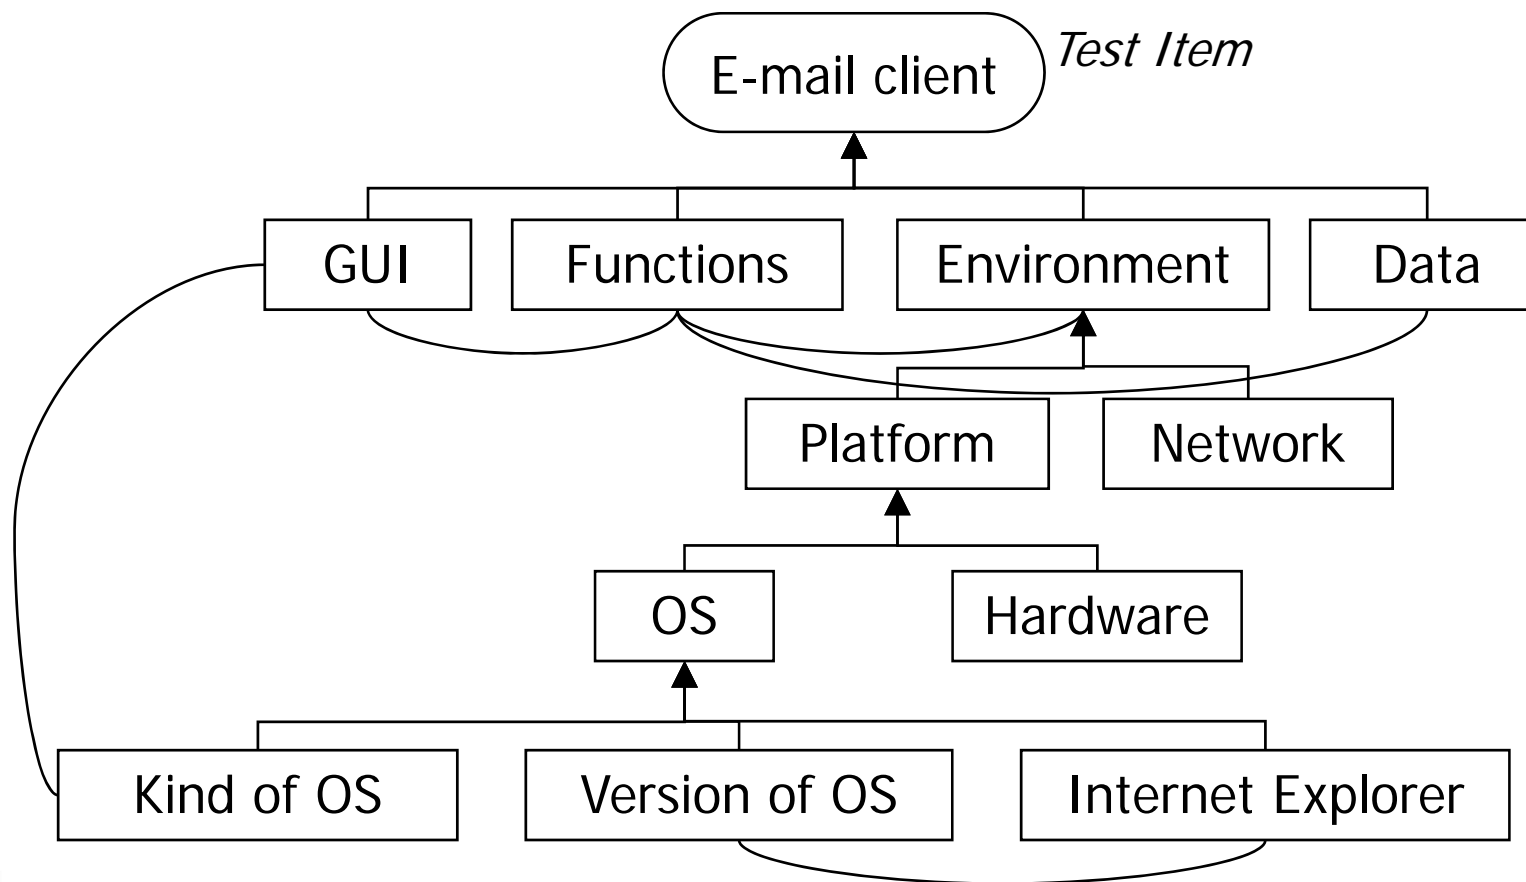 E-mail client
Test Item
GUI
Functions
Environment
Data
Platform
Network
OS
Hardware
Kind of OS
Version of OS
Internet Explorer